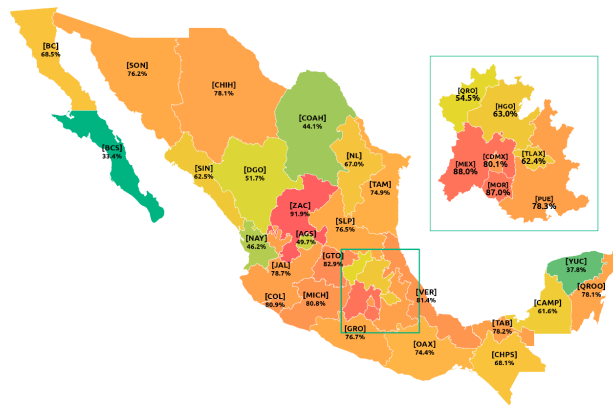 [BC]
68.5%
[SON]
76.2%
[CHIH]
78.1%
[QRO]
54.5%
[HGO]
63.0%
[COAH]
44.1%
[BCS]
33.4%
[NL]
67.0%
[MEX]
88.0%
[CDMX]
80.1%
[TLAX]
62.4%
[SIN]
62.5%
[DGO]
51.7%
[TAM]
74.9%
[MOR]
87.0%
[PUE]
78.3%
[ZAC]
91.9%
[SLP]
76.5%
[NAY]
46.2%
[AGS]
49.7%
[GTO]
82.9%
[YUC]
37.8%
[JAL]
78.7%
[QROO]
78.1%
[COL]
80.9%
[MICH]
80.8%
[VER]
81.4%
[CAMP]
61.6%
[GRO]
76.7%
[TAB]
78.2%
[OAX]
74.4%
[CHPS]
68.1%